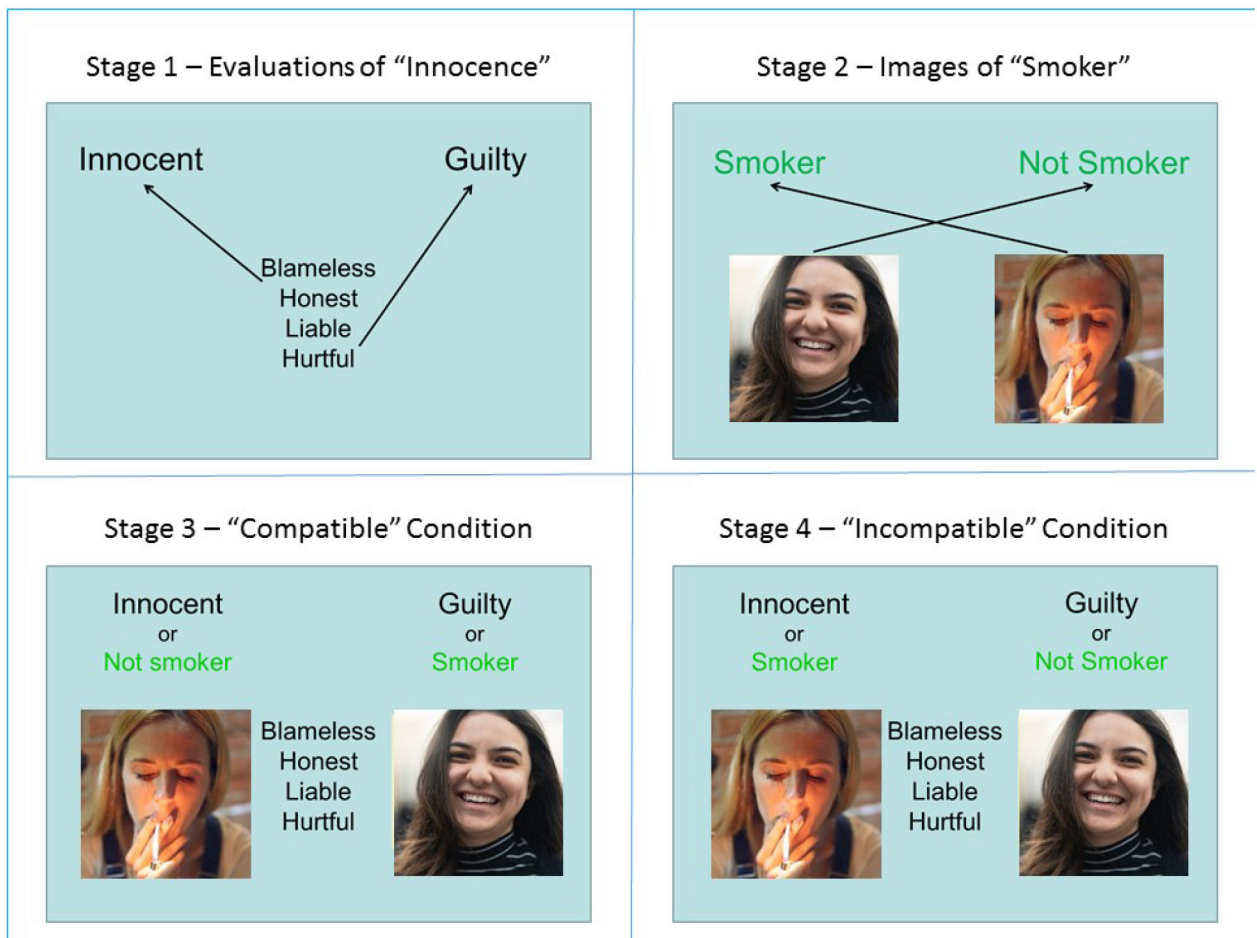 Stage 1 – Evaluations of “Innocence”
Innocent
Guilty
Blameless
Honest
Liable
Hurtful
Stage 2 – Images of “Smoker”
Smoker
Not Smoker
Stage 3 – “Compatible” Condition
Innocent
or
Not smoker
Guilty
or
Smoker
Blameless
Honest
Liable
Hurtful
Stage 4 – “Incompatible” Condition
Innocent
or
Smoker
Guilty
or
Not Smoker
Blameless
Honest
Liable
Hurtful